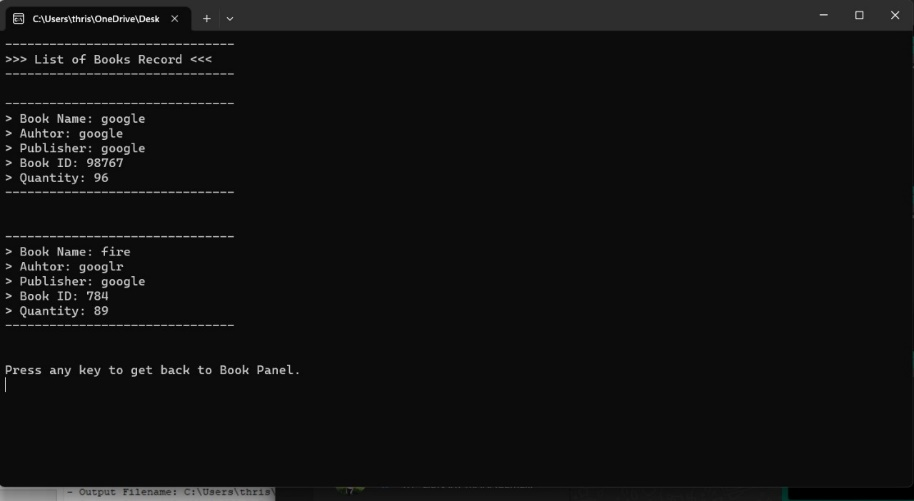 C:\Users\thris\OneDrive\Desk
-------------------------------
>>> List of Books Record <<<
-------------------------------
-------------------------------
> Book Name: google
> Auhtor: google
> Publisher: google
> Book ID: 98767
> Quantity: 96
-------------------------------
-------------------------------
> Book Name: fire
> Auhtor: googlr
> Publisher: google
> Book ID: 784
> Quantity: 89
-------------------------------
Press any key to get back to Book Panel.
- Output Filename: C:\Users\thris\